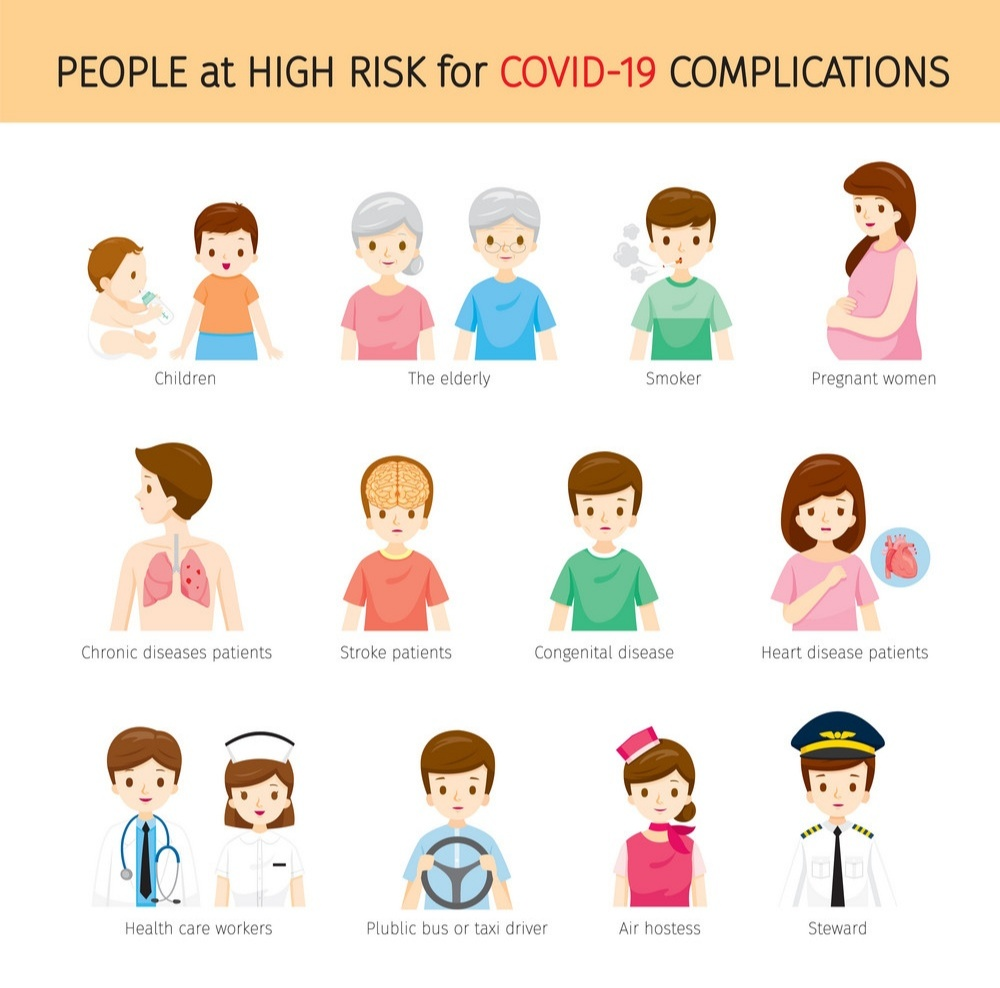 PEOPLE at HIGH RISK for COVID-19 COMPLICATIONS
Children
The elderly
Smoker
Pregnant women
Chronic diseases patients
Stroke patients
Congenital disease
Heart disease patients
Health care workers
Plublic bus or taxi driver
Air hostess
Steward